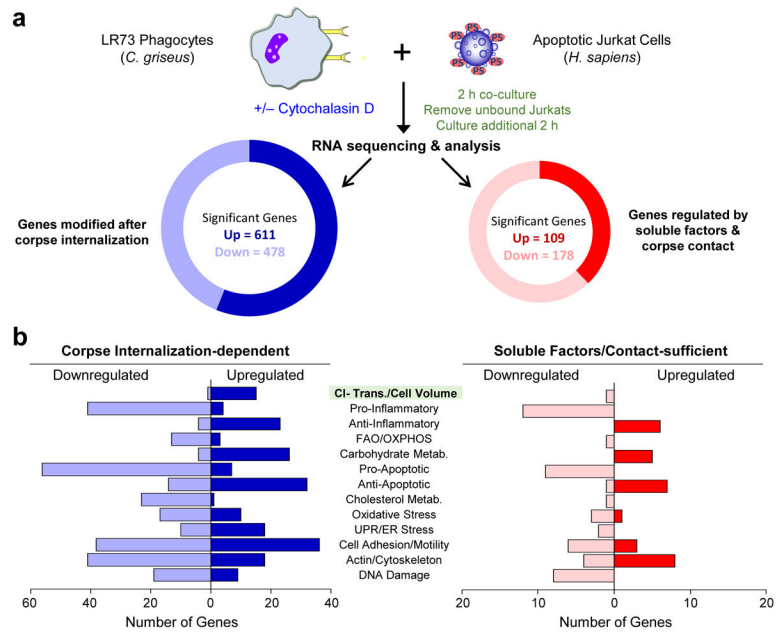 a
LR73 Phagocytes
(C. griseus)
+
PS PS PS PS PS PS
Apoptotic Jurkat Cells
(H. sapiens)
+/– Cytochalasin D
2 h co-culture
Remove unbound Jurkats
Culture additional 2 h
RNA sequencing & analysis
Genes modified after
corpse internalization
Significant Genes
Up = 611
Down = 478
Significant Genes
Up = 109
Down = 178
Genes regulated by
soluble factors &
corpse contact
b
Corpse Internalization-dependent
Downregulated Upregulated
Soluble Factors/Contact-sufficient
Downregulated Upregulated
Cl- Trans./Cell Volume
Pro-Inflammatory
Anti-Inflammatory
FAO/OXPHOS
Carbohydrate Metab.
Pro-Apoptotic
Anti-Apoptotic
Cholesterol Metab.
Oxidative Stress
UPR/ER Stress
Cell Adhesion/Motility
Actin/Cytoskeleton
DNA Damage
60 40 20 0 20 40
Number of Genes
20 10 0 10 20
Number of Genes